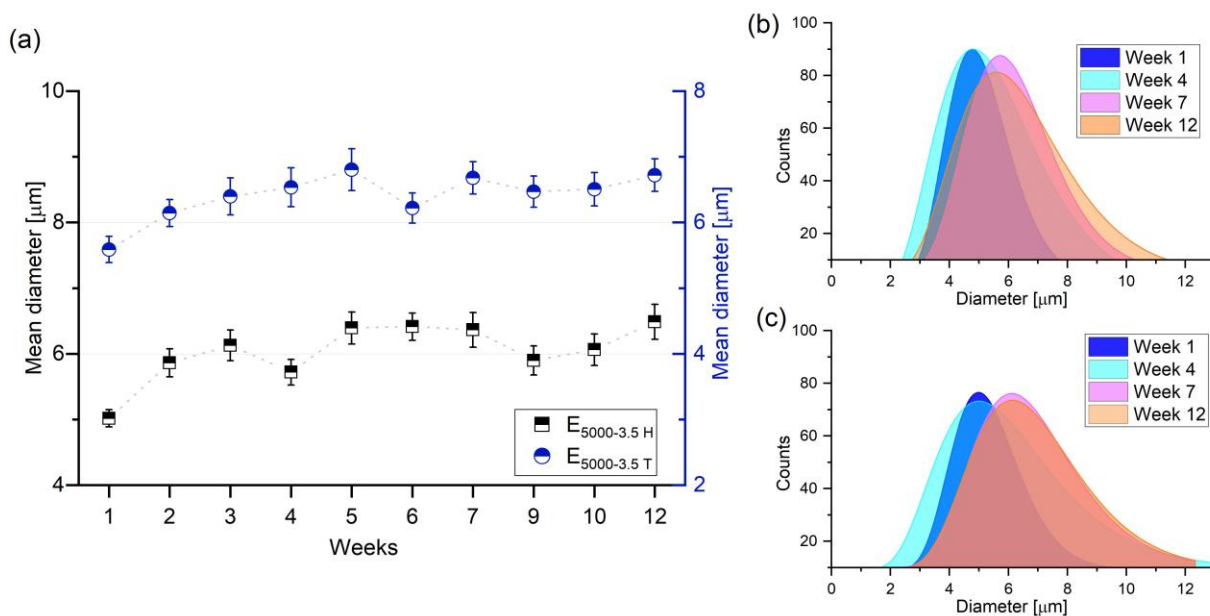 (a)
Mean diameter [μm]
10
8
6
4
1 2 3 4 5 6 7 9 10 12
Weeks
8
6
4
2
Mean diameter [μm]
E5000-3.5 H
E5000-3.5 T
(b)
Counts
100
80
60
40
20
0 2 4 6 8 10 12
Diameter [μm]
Week 1
Week 4
Week 7
Week 12
(c)
Counts
100
80
60
40
20
0 2 4 6 8 10 12
Diameter [μm]
Week 1
Week 4
Week 7
Week 12